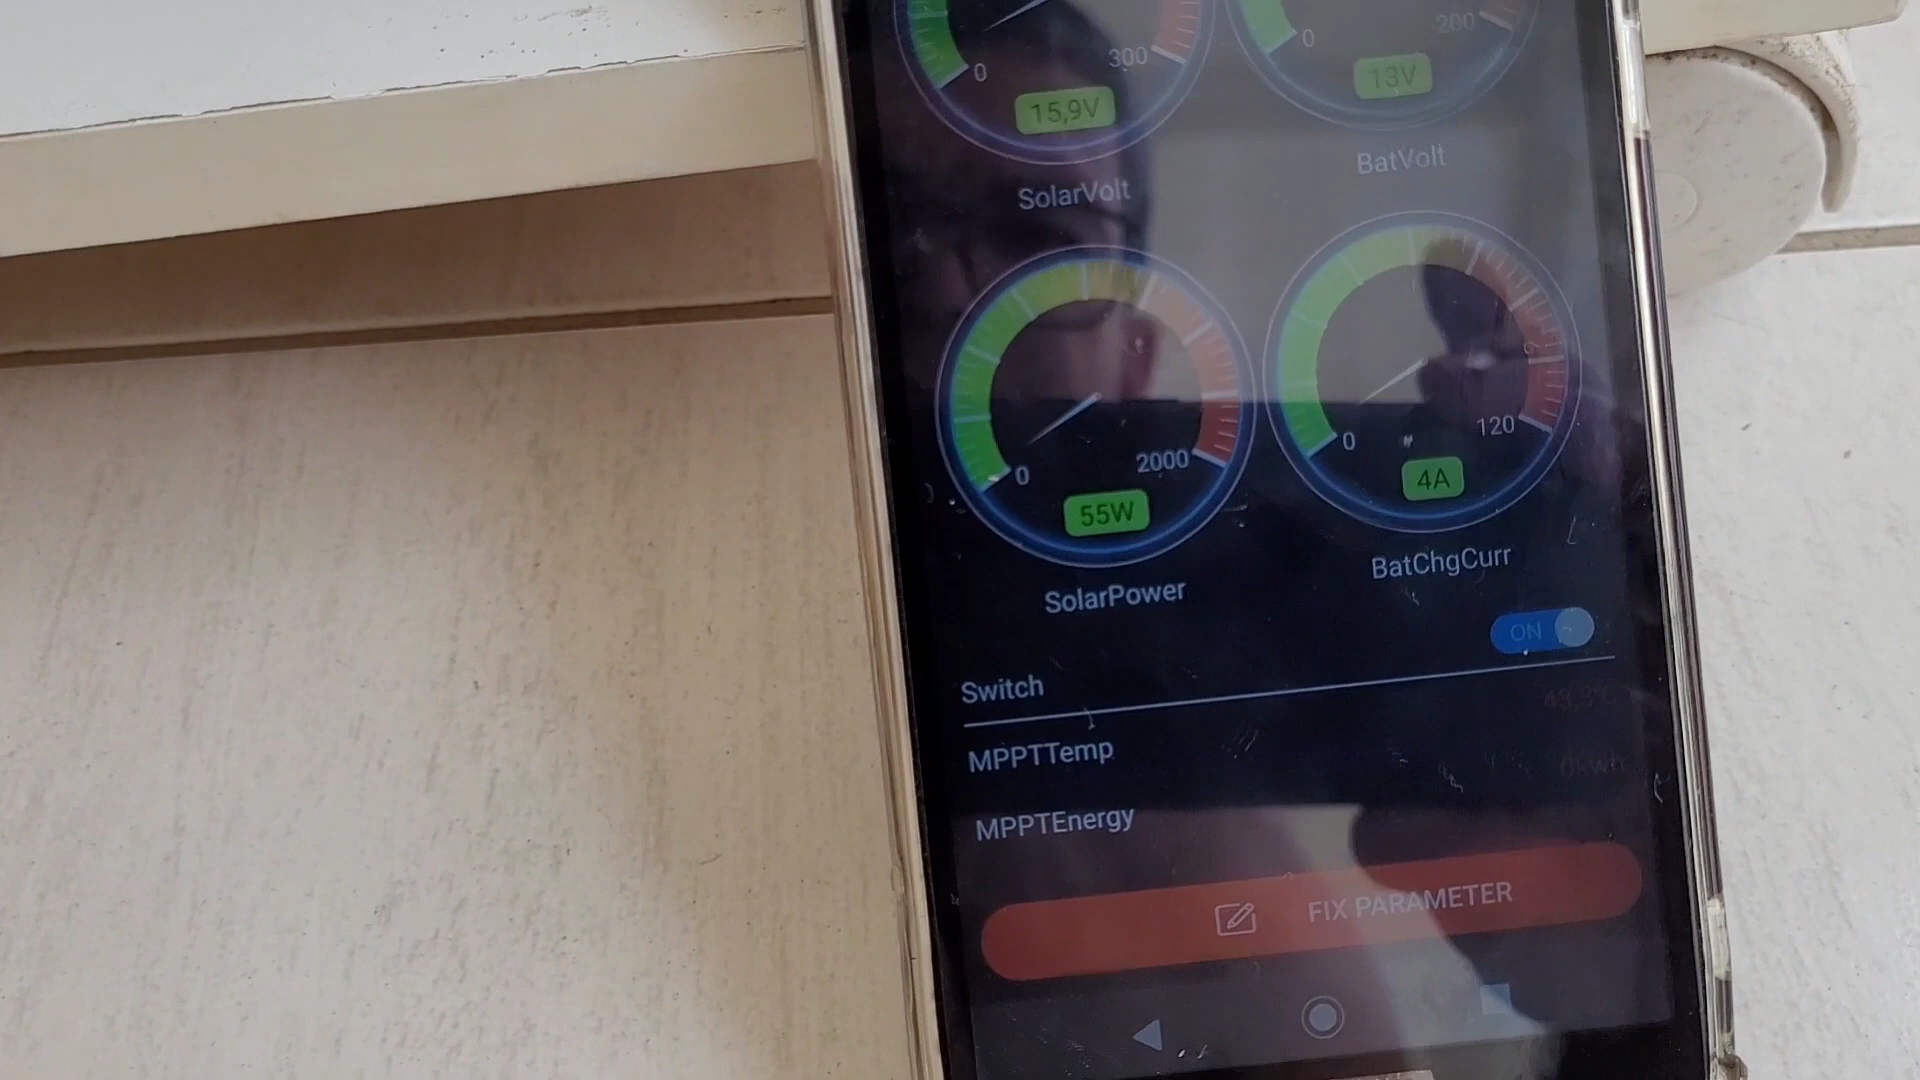 0
300
15,9V
SolarVolt
0
200
13V
BatVolt
0
2000
55W
SolarPower
0
120
4A
BatChgCurr
ON
Switch
MPPTTemp
MPPTEnergy
0kwh
FIX PARAMETER